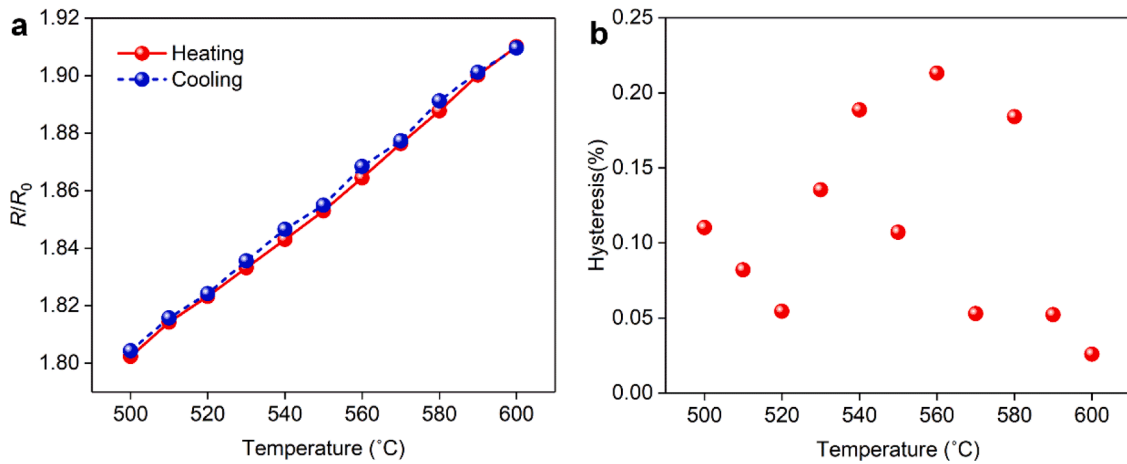 a
1.92
1.90
1.88
1.86
1.84
1.82
1.80
R/R0
Heating
Cooling
500 520 540 560 580 600
Temperature (˚C)
b
0.25
0.20
0.15
0.10
0.05
0.00
Hysteresis(%)
500 520 540 560 580 600
Temperature (˚C)